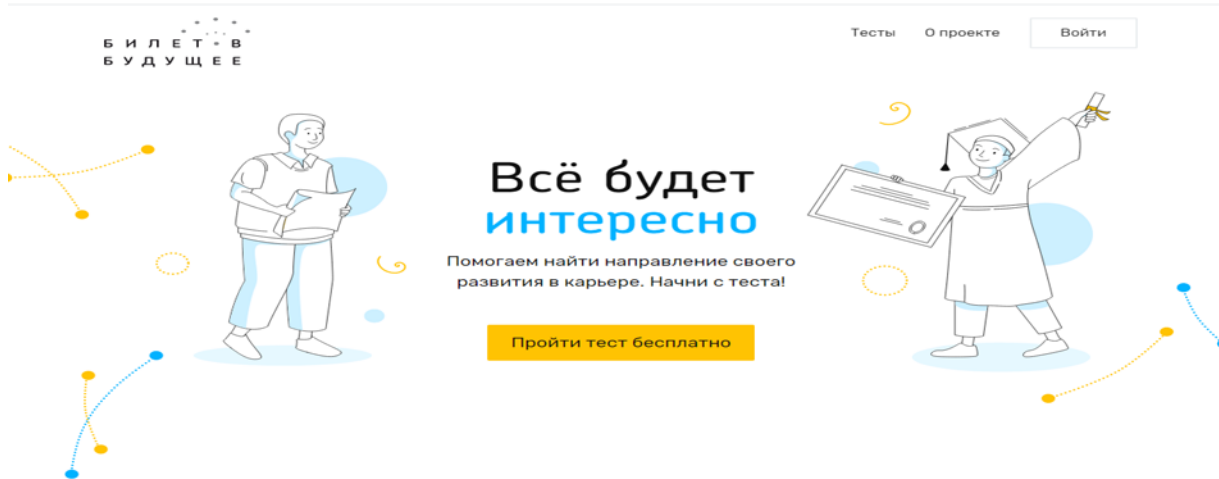 БИЛЕТ В
БУДУЩЕЕ
Тесты О проекте Войти
Всё будет
интересно
Помогаем найти направление своего
развития в карьере. Начни с теста!
Пройти тест бесплатно